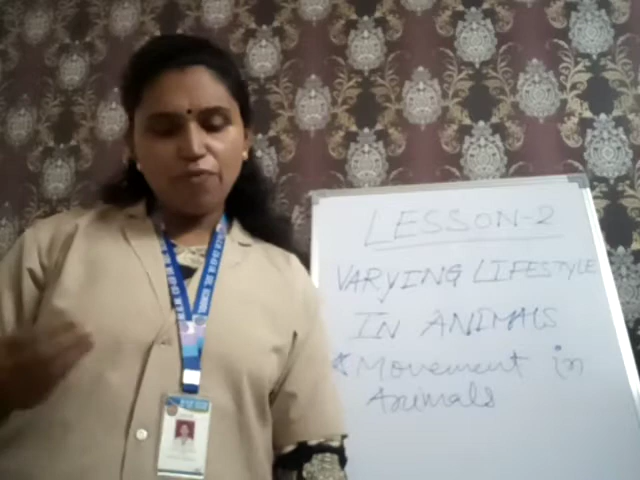 LESSON-2
VARYING LIFESTYLE
IN ANIMALS
* Movement in
Animals